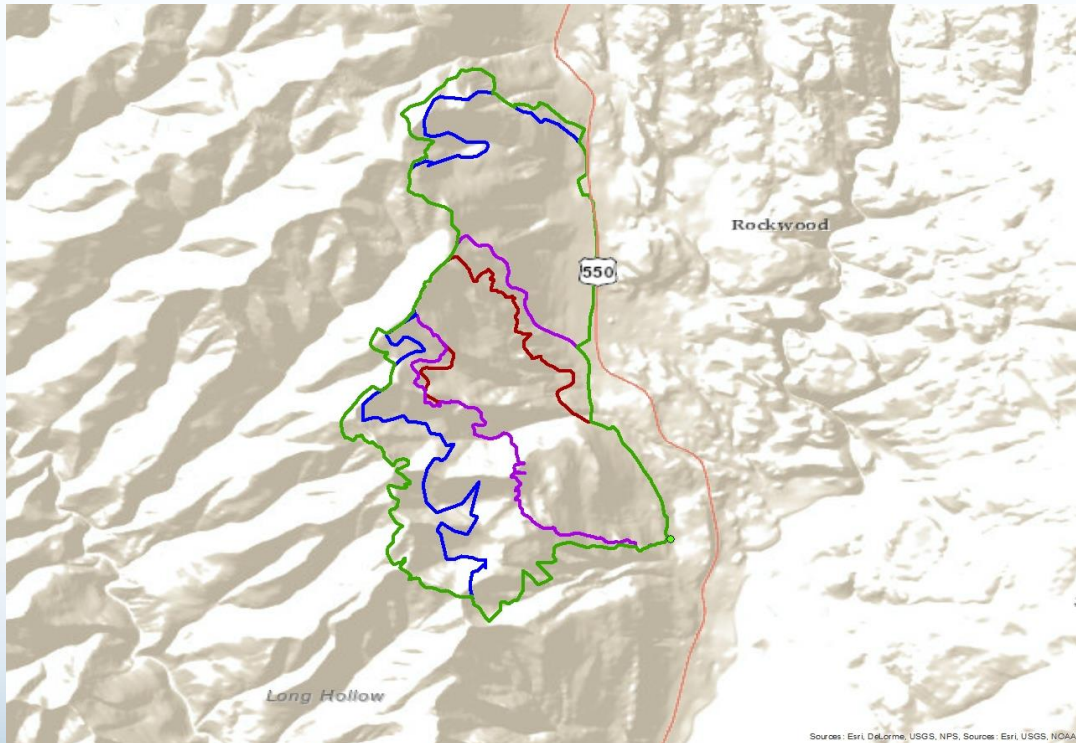 Rockwood
550
Long Hollow
Sources: Esri, DeLorme, USGS, NPS, Sources: Esri, USGS, NOAA